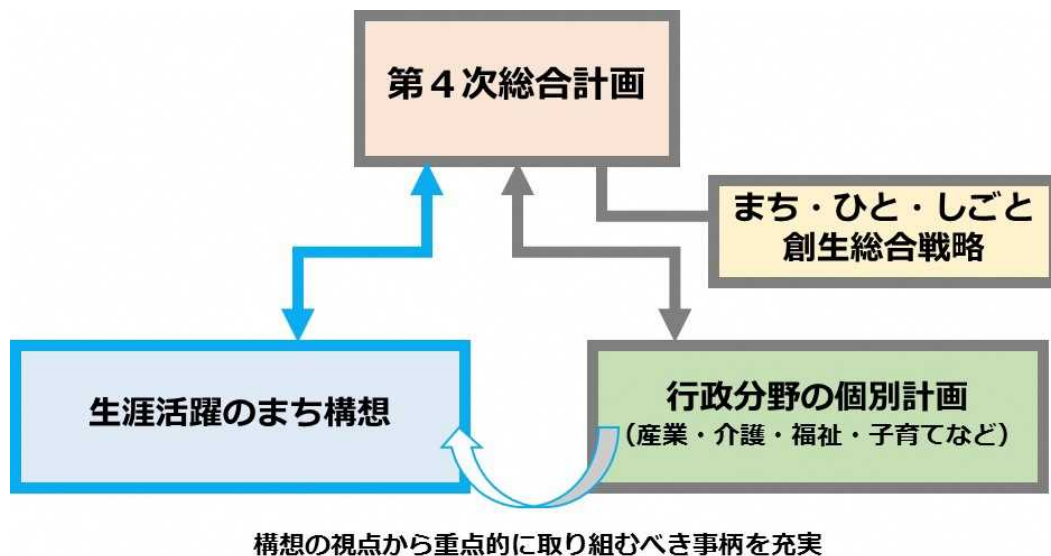 第４次総合計画
まち・ひと・しごと
創生総合戦略
生涯活躍のまち構想
行政分野の個別計画
（産業・介護・福祉・子育てなど）
構想の視点から重点的に取り組むべき事柄を充実